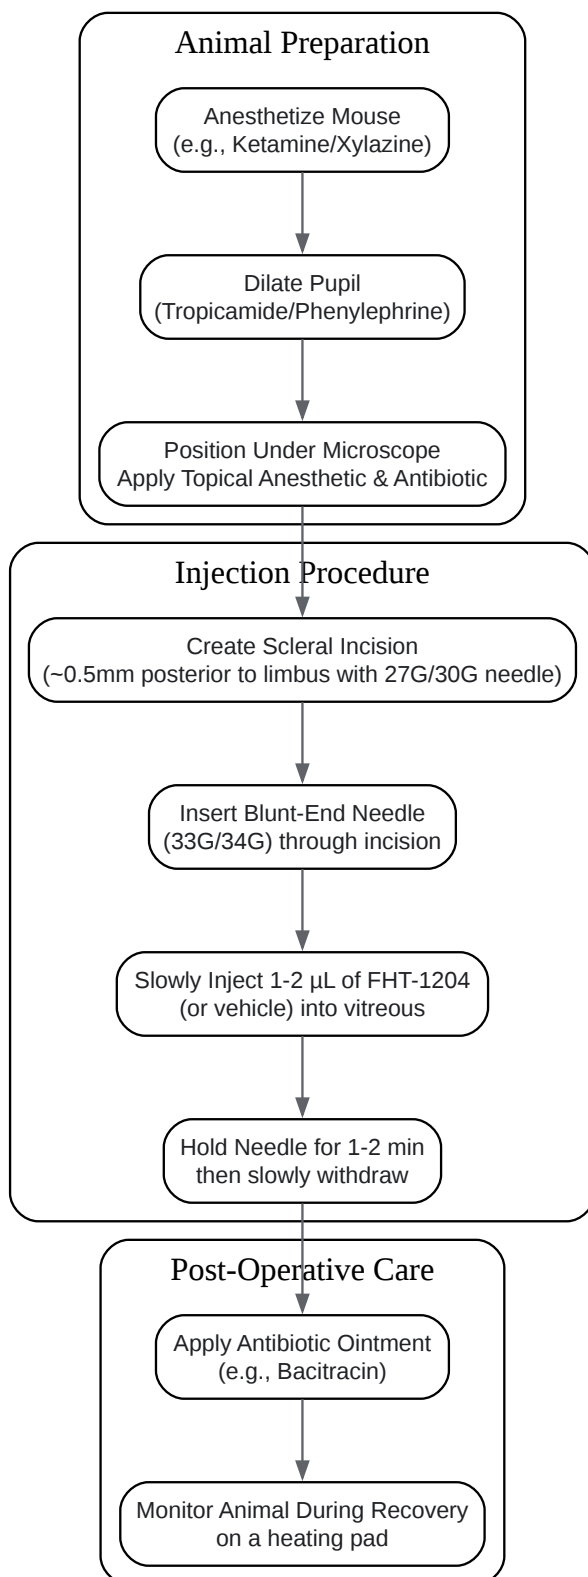 Animal Preparation
Anesthetize Mouse
(e.g., Ketamine/Xylazine)
Dilate Pupil
(Tropicamide/Phenylephrine)
Position Under Microscope
Apply Topical Anesthetic & Antibiotic
Injection Procedure
Create Scleral Incision
(~0.5mm posterior to limbus with 27G/30G needle)
Insert Blunt-End Needle
(33G/34G) through incision
Slowly Inject 1-2 µL of FHT-1204
(or vehicle) into vitreous
Hold Needle for 1-2 min
then slowly withdraw
Post-Operative Care
Apply Antibiotic Ointment
(e.g., Bacitracin)
Monitor Animal During Recovery
on a heating pad